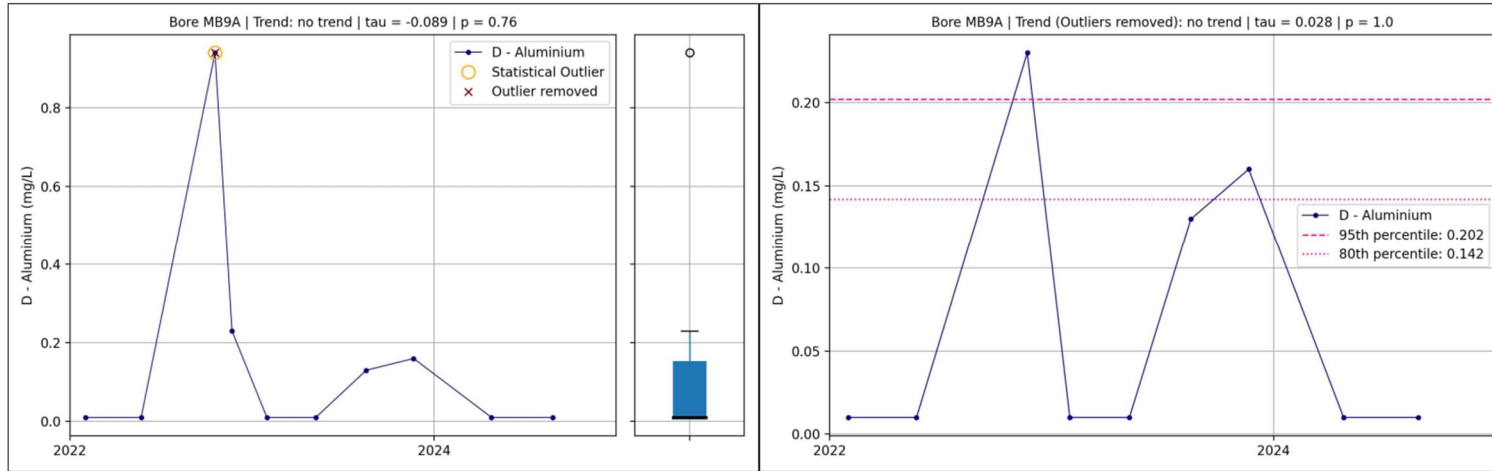 Bore MB9A | Trend: no trend | tau = -0.089 | p = 0.76
D - Aluminium (mg/L)
0.8
0.6
0.4
0.2
0.0
2022
2024
D - Aluminium
Statistical Outlier
Outlier removed
Bore MB9A | Trend (Outliers removed): no trend | tau = 0.028 | p = 1.0
D - Aluminium (mg/L)
0.20
0.15
0.10
0.05
0.00
2022
2024
D - Aluminium
95th percentile: 0.202
80th percentile: 0.142